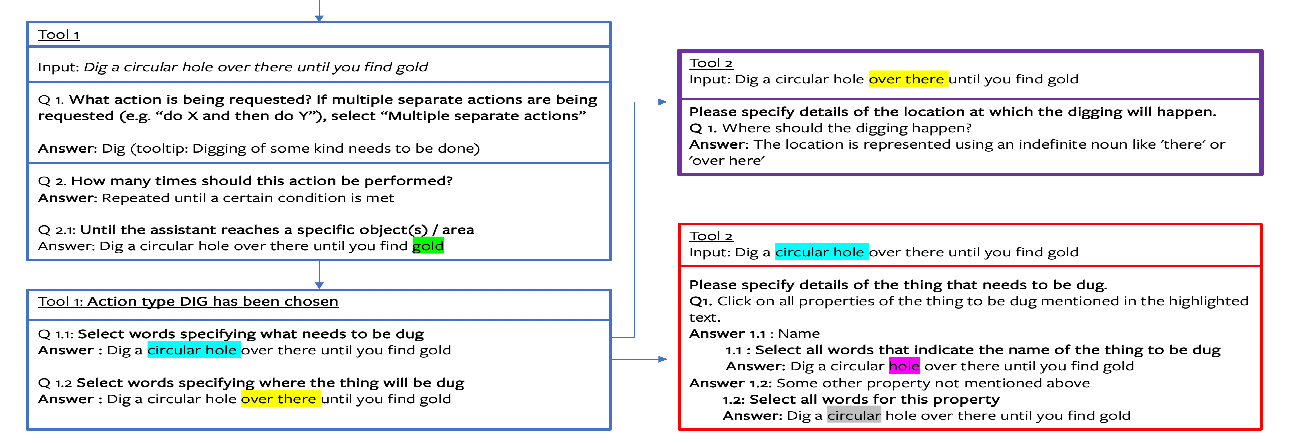 Tool 1
Input: Dig a circular hole over there until you find gold
Q 1. What action is being requested? If multiple separate actions are being
requested (e.g. “do X and then do Y”), select “Multiple separate actions”
Answer: Dig (tooltip: Digging of some kind needs to be done)
Q 2. How many times should this action be performed?
Answer: Repeated until a certain condition is met
Q 2.1: Until the assistant reaches a specific object(s) / area
Answer: Dig a circular hole over there until you find gold
Tool 1: Action type DIG has been chosen
Q 1.1: Select words specifying what needs to be dug
Answer : Dig a circular hole over there until you find gold
Q 1.2 Select words specifying where the thing will be dug
Answer : Dig a circular hole over there until you find gold
Tool 2
Input: Dig a circular hole over there until you find gold
Please specify details of the location at which the digging will happen.
Q 1. Where should the digging happen?
Answer: The location is represented using an indefinite noun like ‘there’ or
‘over here’
Tool 2
Input: Dig a circular hole over there until you find gold
Please specify details of the thing that needs to be dug.
Q1. Click on all properties of the thing to be dug mentioned in the highlighted
text.
Answer 1.1 : Name
1.1 : Select all words that indicate the name of the thing to be dug
Answer: Dig a circular hole over there until you find gold
Answer 1.2: Some other property not mentioned above
1.2: Select all words for this property
Answer: Dig a circular hole over there until you find gold